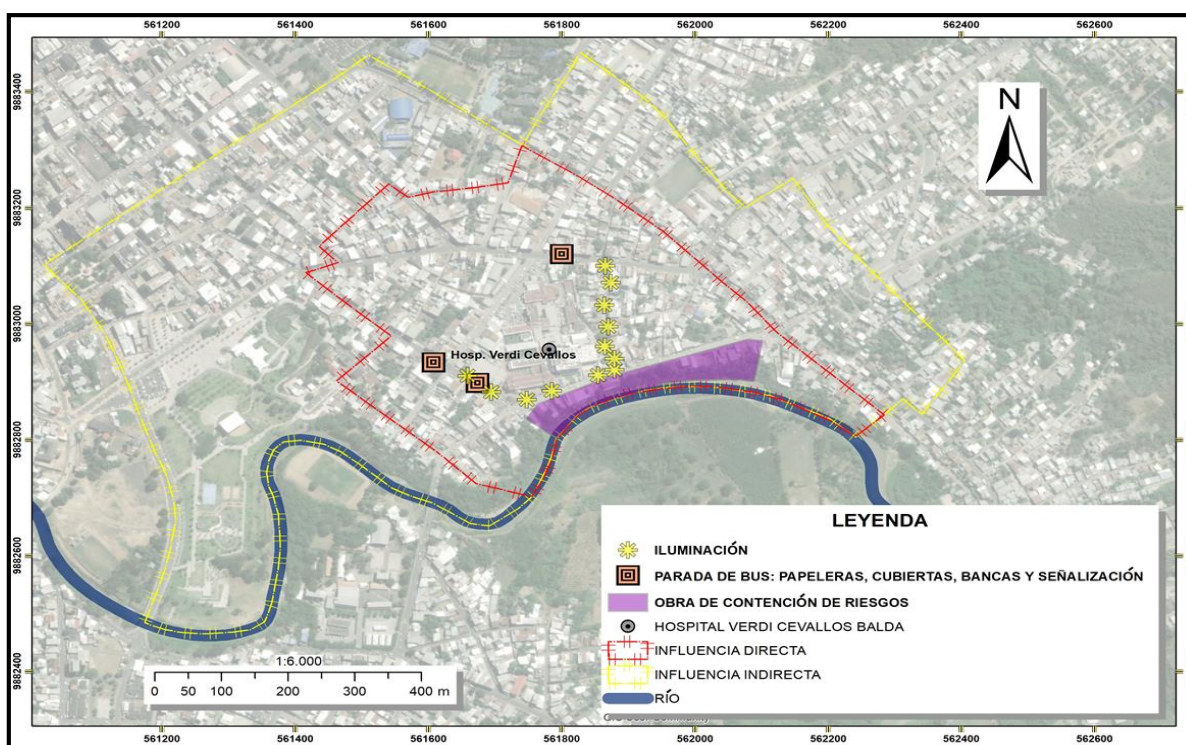 561200 561400 561600 561800 562000 562200 562400 562600
9883400
9883200
9883000
9882800
9882600
9882400
N
Hosp. Verdi Cevallos
LEYENDA
ILUMINACIÓN
PARADA DE BUS: PAPELERAS, CUBIERTAS, BANCAS Y SEÑALIZACIÓN
OBRA DE CONTENCIÓN DE RIESGOS
HOSPITAL VERDI CEVALLOS BALDA
INFLUENCIA DIRECTA
INFLUENCIA INDIRECTA
RÍO
1:6.000
0 50 100 200 300 400 m
561200 561400 561600 561800 562000 562200 562400 562600